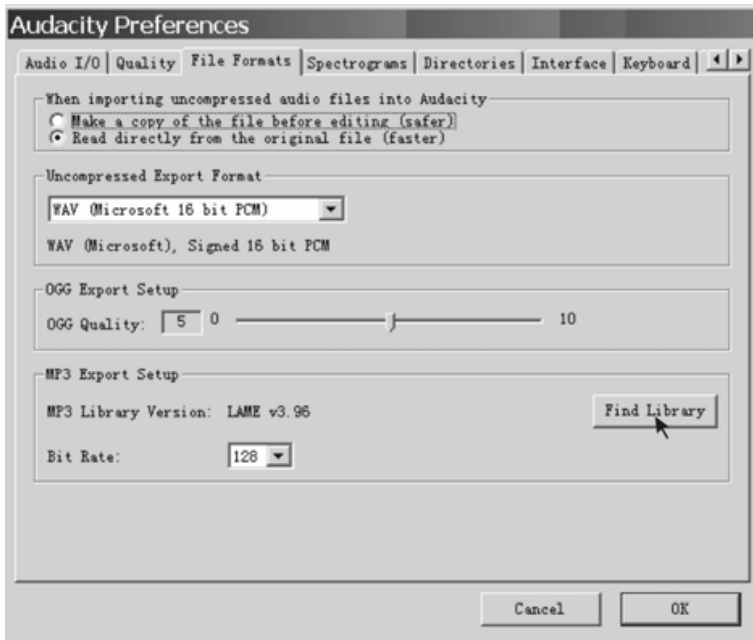 Audacity Preferences
Audio I/O Quality File Formats Spectrograms Directories Interface Keyboard
When importing uncompressed audio files into Audacity
Make a copy of the file before editing (safer)
Read directly from the original file (faster)
Uncompressed Export Format
WAV (Microsoft 16 bit PCM)
WAV (Microsoft), Signed 16 bit PCM
OGG Export Setup
OGG Quality: 5 0 10
MP3 Export Setup
MP3 Library Version: LAME v3.96 Find Library
Bit Rate: 128
Cancel OK